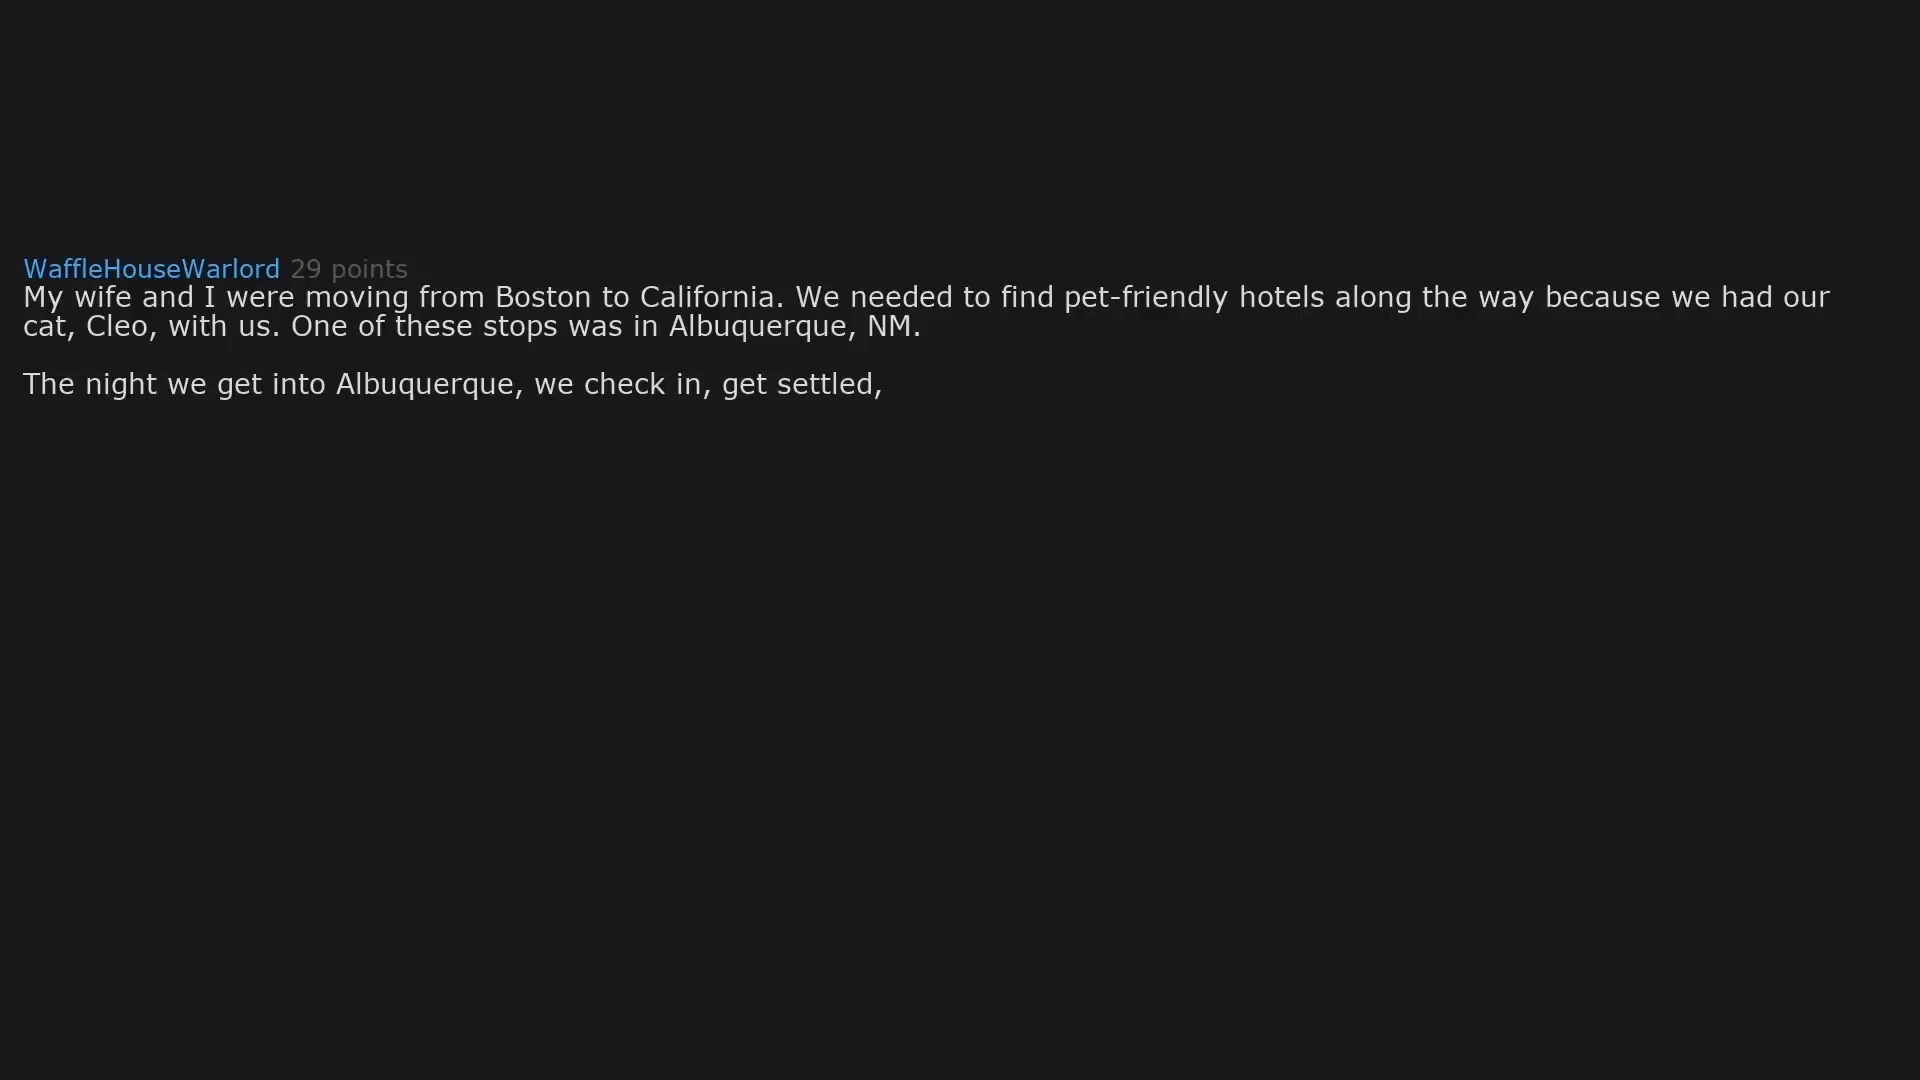 WaffleHouseWarlord 29 points
My wife and I were moving from Boston to California. We needed to find pet-friendly hotels along the way because we had our
cat, Cleo, with us. One of these stops was in Albuquerque, NM.
The night we get into Albuquerque, we check in, get settled,